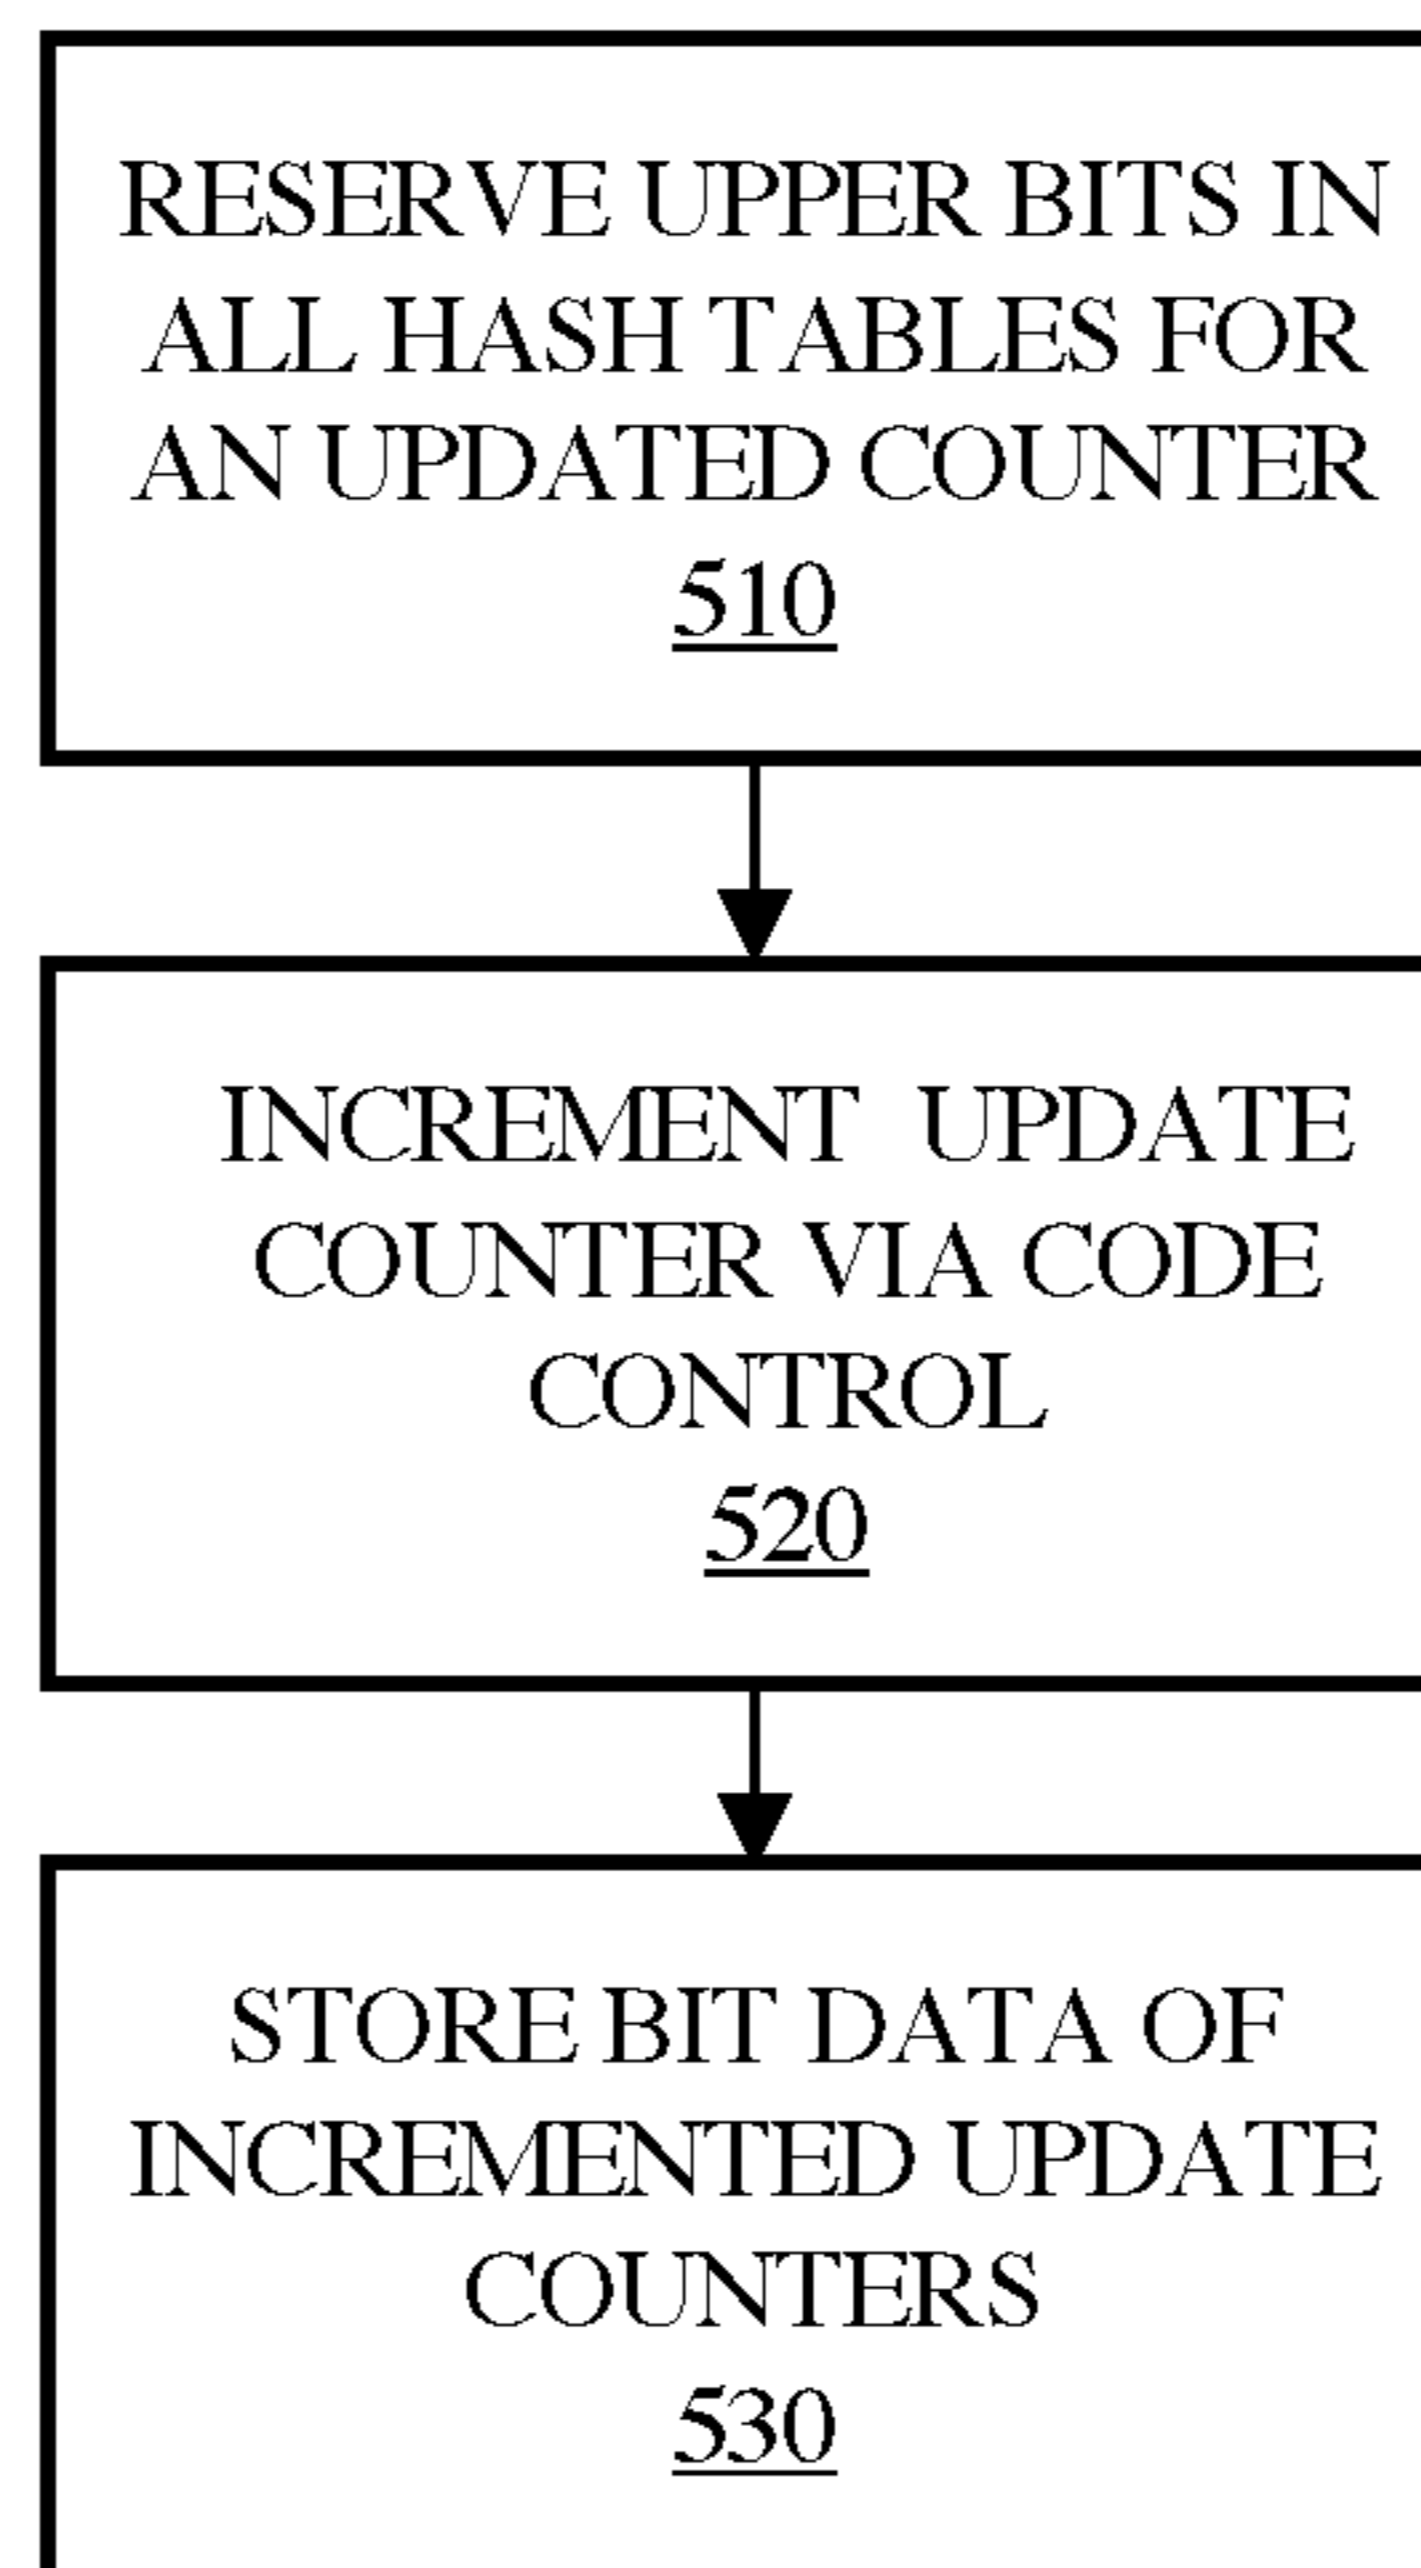 RESERVE UPPER BITS IN
ALL HASH TABLES FOR
AN UPDATED COUNTER
510
INCREMENT UPDATE
COUNTER VIA CODE
CONTROL
520
STORE BIT DATA OF
INCREMENTED UPDATE
COUNTERS
530